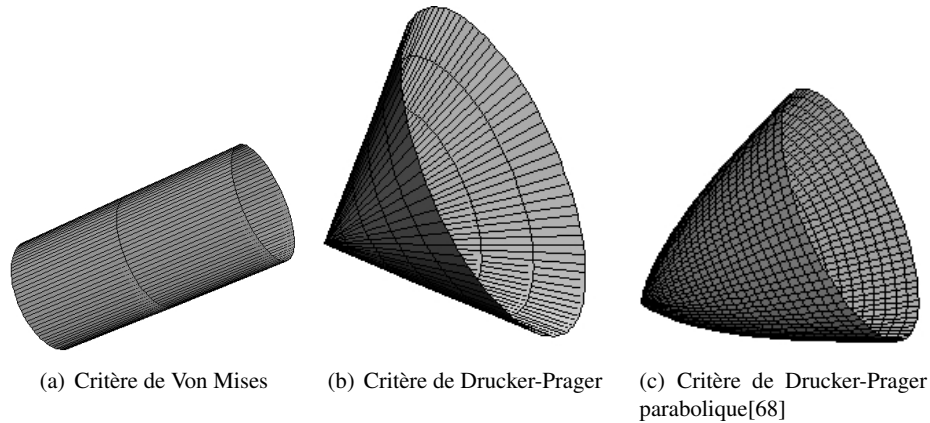 (a) Critère de Von Mises
(b) Critère de Drucker-Prager
(c) Critère de Drucker-Prager
parabolique[68]